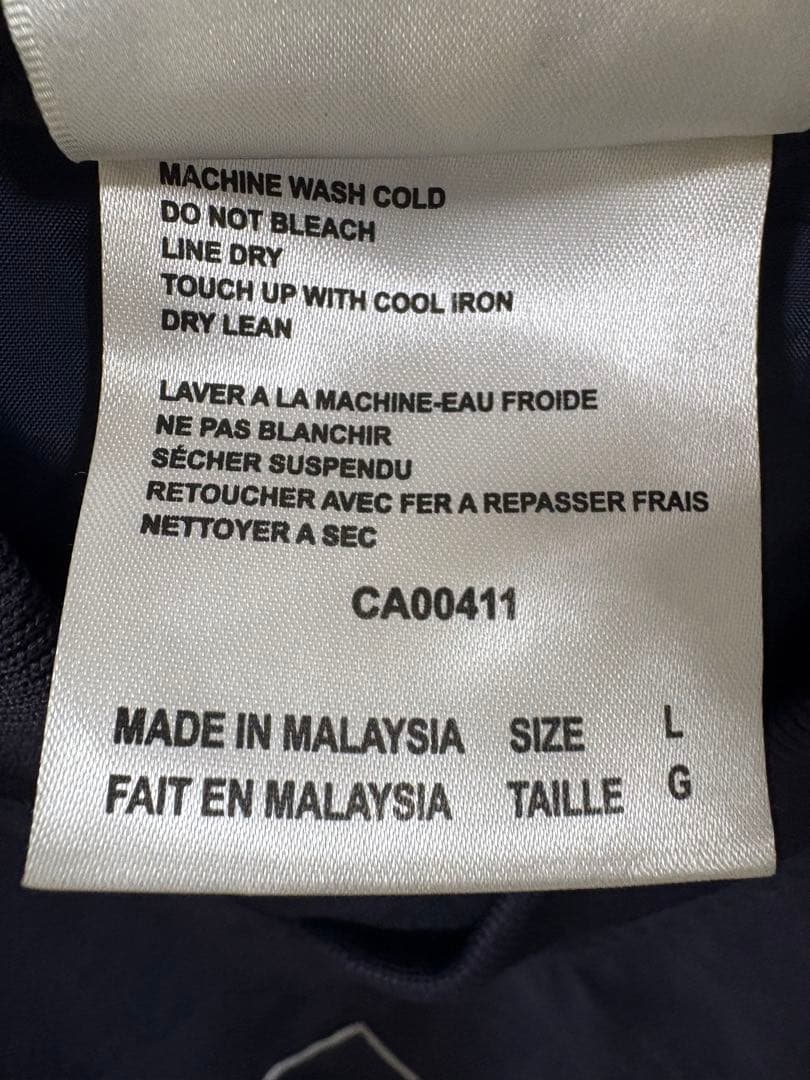 MACHINE WASH COLD
DO NOT BLEACH
LINE DRY
TOUCH UP WITH COOL IRON
DRY LEAN
LAVER A LA MACHINE-EAU FROIDE
NE PAS BLANCHIR
SÉCHER SUSPENDU
RETOUCHER AVEC FER A REPASSER FRAIS
NETTOYER A SEC
CA00411
MADE IN MALAYSIA SIZE L
FAIT EN MALAYSIA TAILLE G